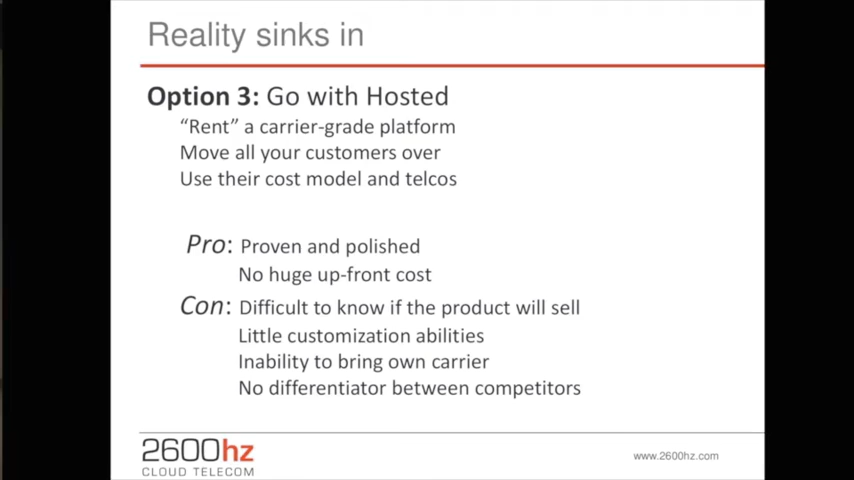 Reality sinks in
Option 3: Go with Hosted
“Rent” a carrier-grade platform
Move all your customers over
Use their cost model and telcos
Pro: Proven and polished
No huge up-front cost
Con: Difficult to know if the product will sell
Little customization abilities
Inability to bring own carrier
No differentiator between competitors
2600hz
CLOUD TELECOM
www.2600hz.com